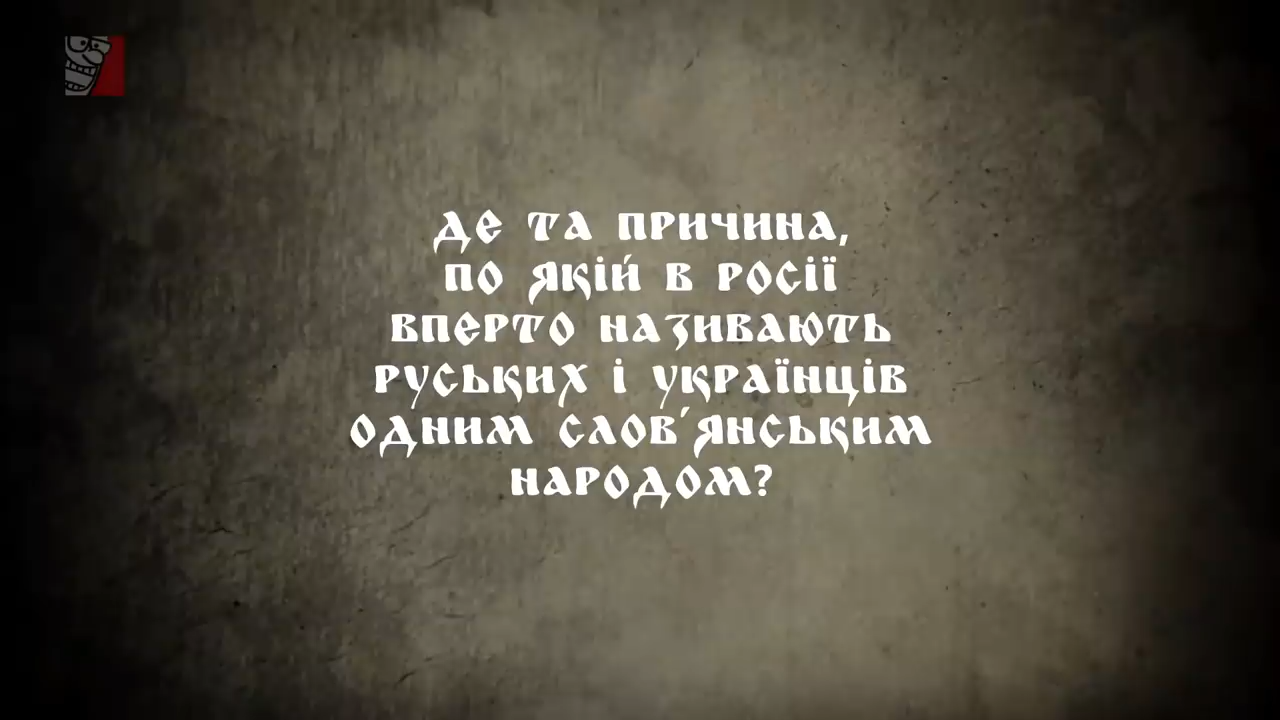 Де та причина,
по якій в Росії
вперто називають
руських і українців
одним слов´янським
народом?